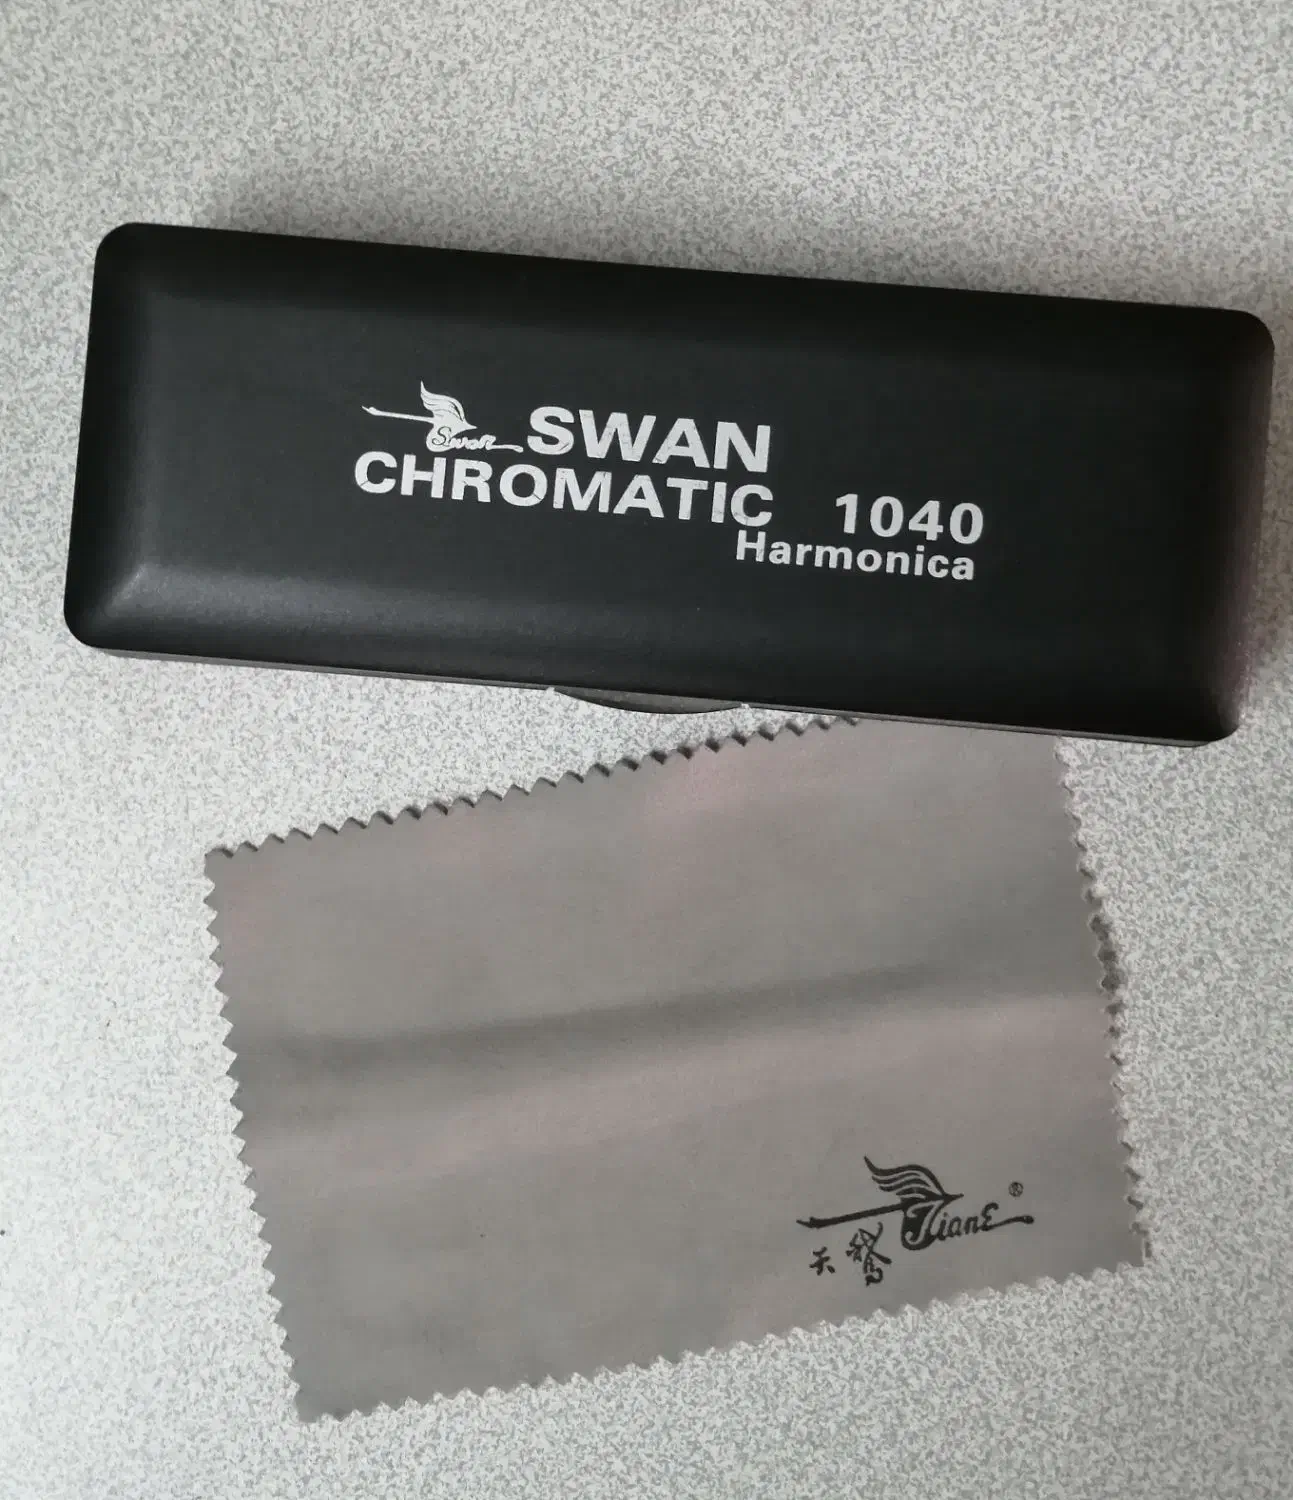 Swan SWAN
CHROMATIC 1040
Harmonica
TianE ®
天鹅